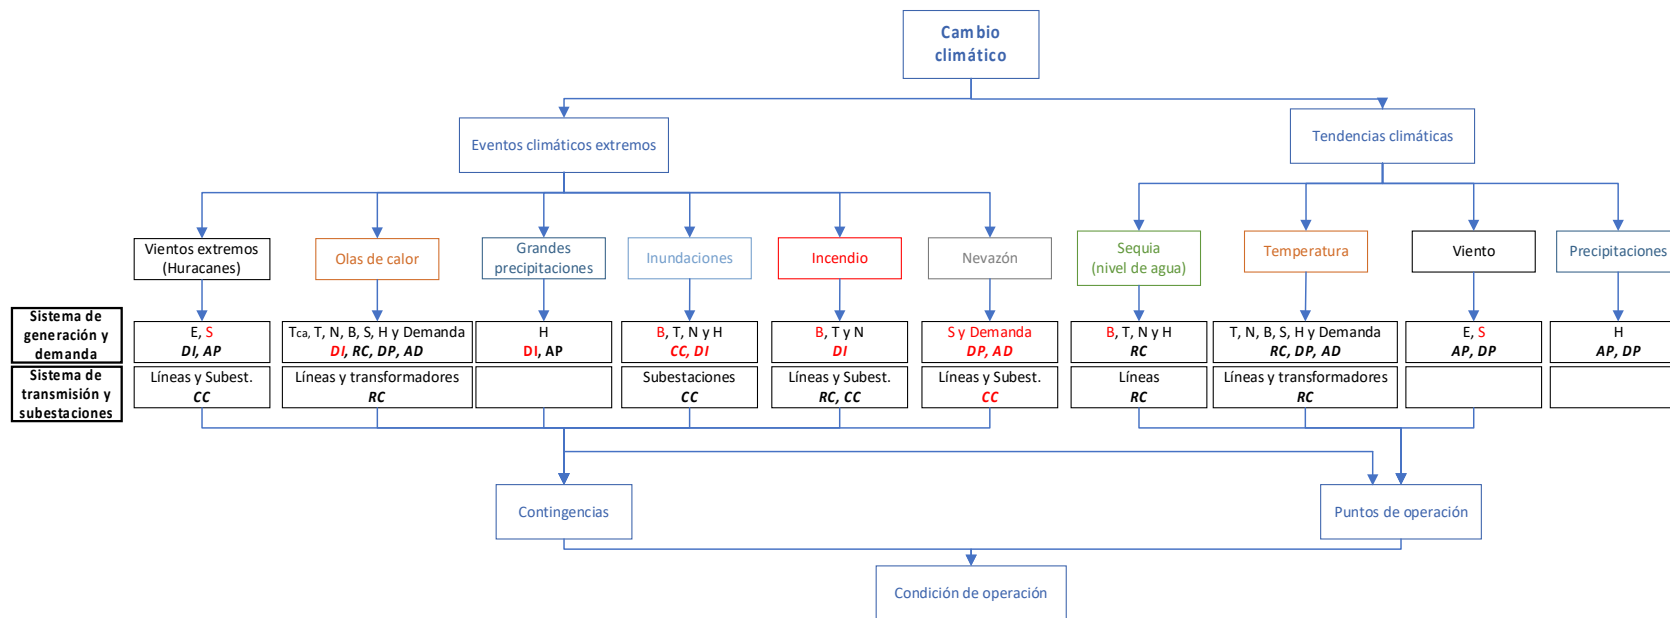 Cambio
climático
Eventos climáticos extremos
Tendencias climáticas
Vientos extremos
(Huracanes)
Olas de calor
Grandes
precipitaciones
Inundaciones
Incendio
Nevazón
Sequia
(nivel de agua)
Temperatura
Viento
Precipitaciones
Sistema de
generación y
demanda
E, S
DI, AP
Tca, T, N, B, S, H y Demanda
DI, RC, DP, AD
H
DI, AP
B, T, N y H
CC, DI
B, T y N
DI
S y Demanda
DP, AD
B, T, N y H
RC
T, N, B, S, H y Demanda
RC, DP, AD
E, S
AP, DP
H
AP, DP
Sistema de
transmisión y
subestaciones
Líneas y Subest.
CC
Líneas y transformadores
RC
Subestaciones
CC
Líneas y Subest.
RC, CC
Líneas y Subest.
CC
Líneas
RC
Líneas y transformadores
RC
Contingencias
Puntos de operación
Condición de operación